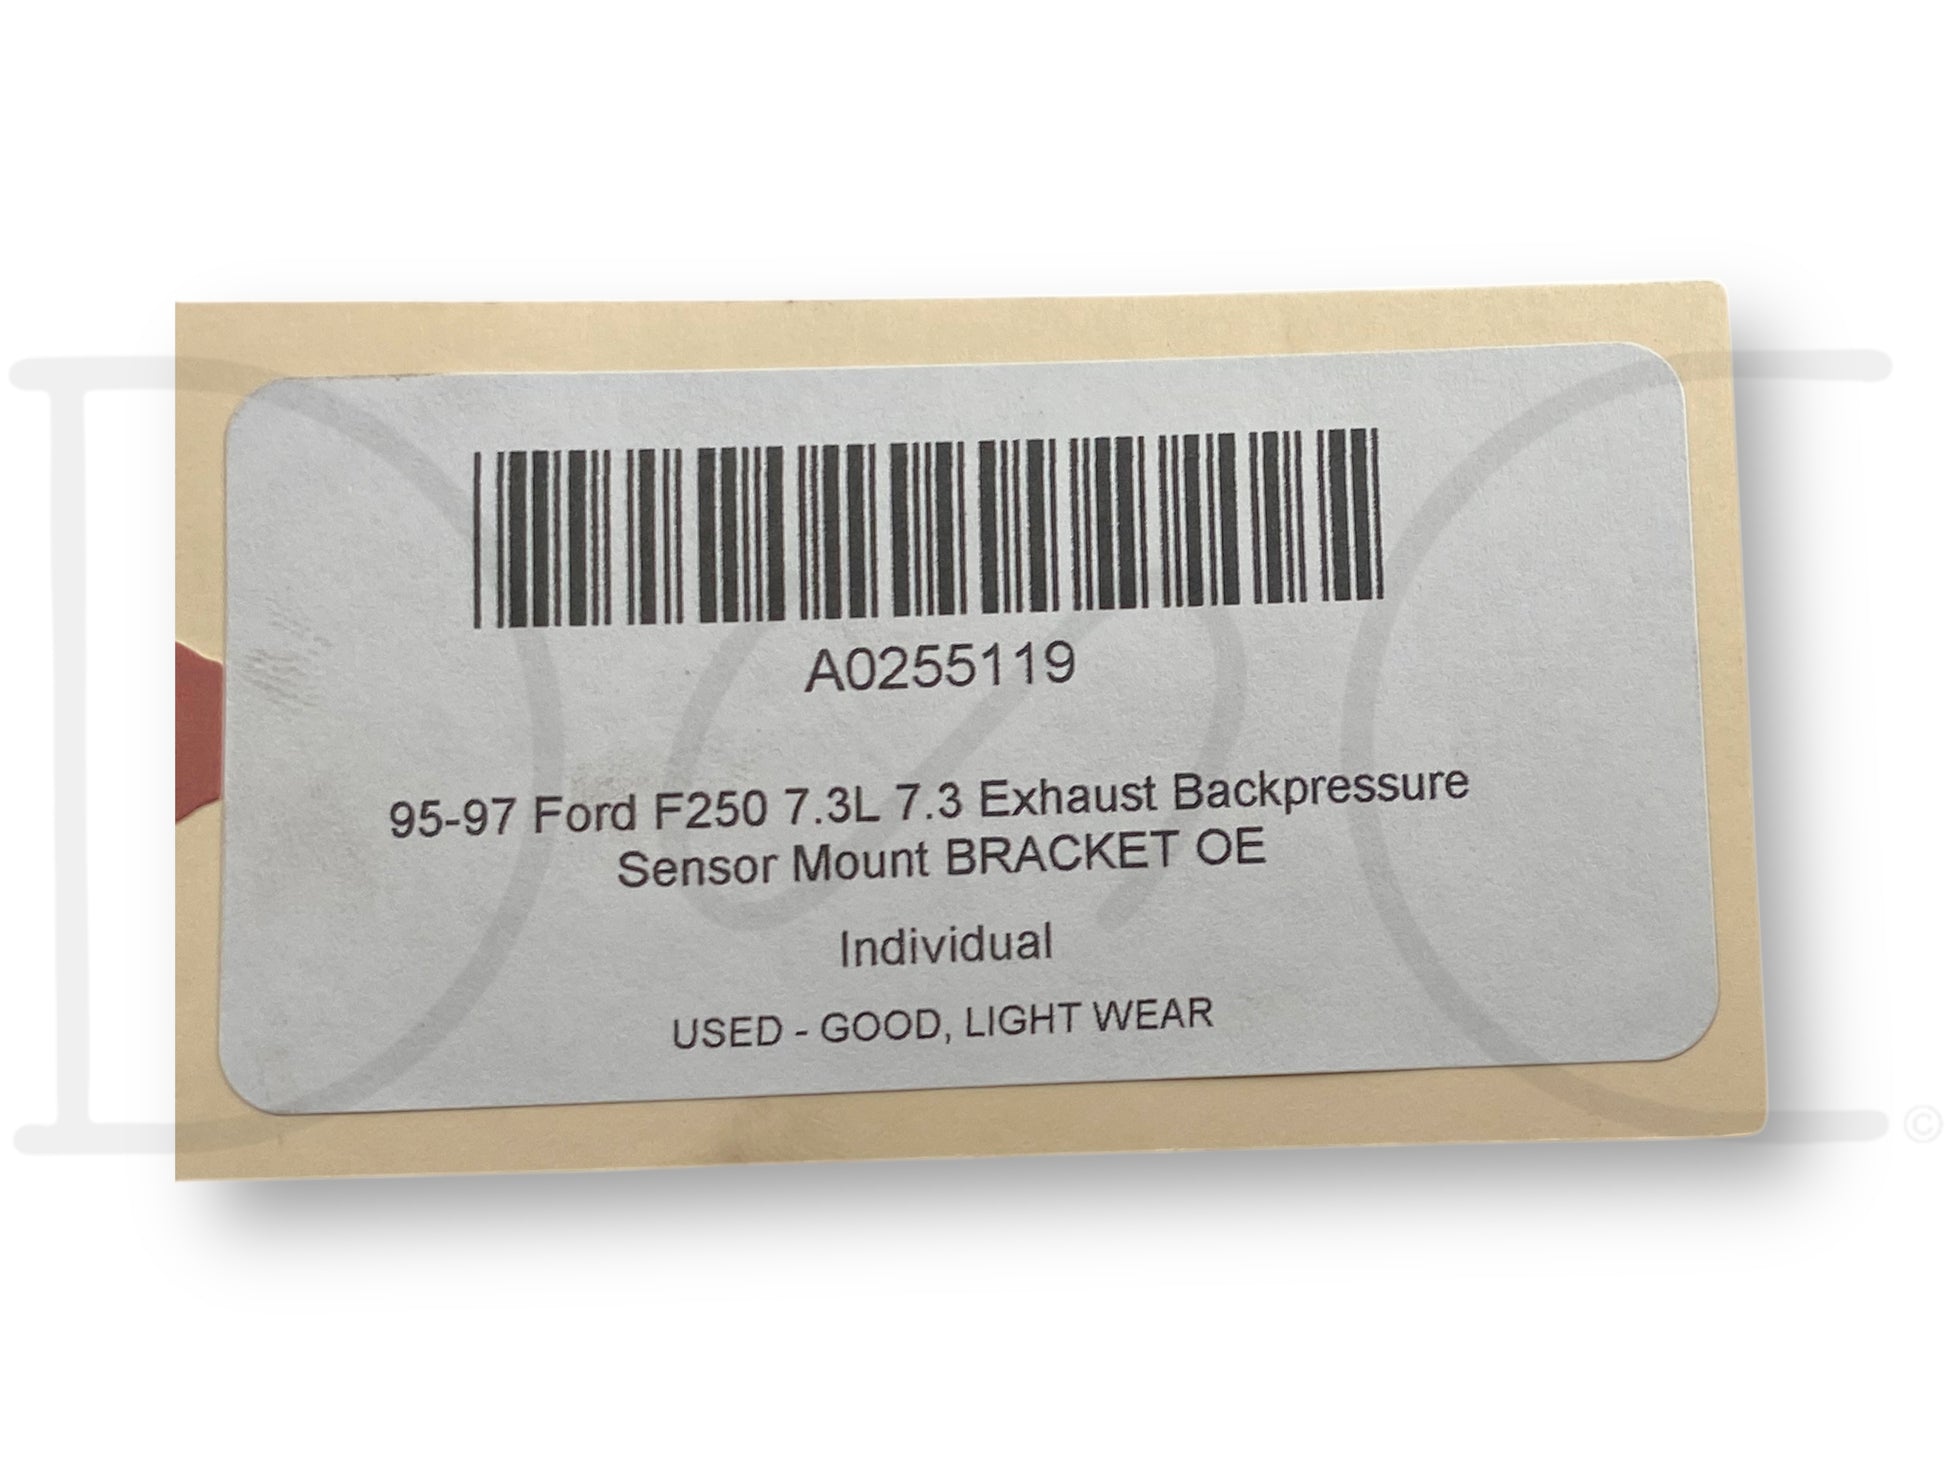 A0255119
95-97 Ford F250 7.3L 7.3 Exhaust Backpressure
Sensor Mount BRACKET OE
Individual
USED - GOOD, LIGHT WEAR
©